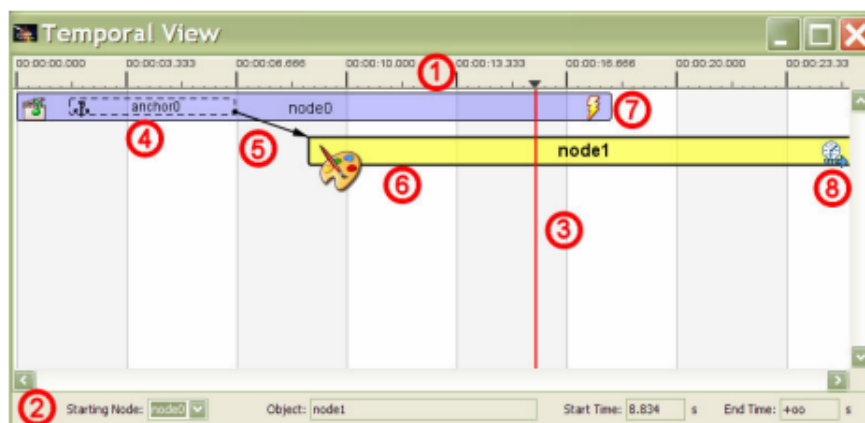 Temporal View
00:00:00.000 00:00:03.333 00:00:06.666 00:00:10.000 00:00:13.333 00:00:16.666 00:00:20.000 00:00:23.33
1
anchor0 node0 7
4
5 node1
6 8
3
2 Starting Node: node0 Object: node1 Start Time: 8.834 s End Time: +oo s